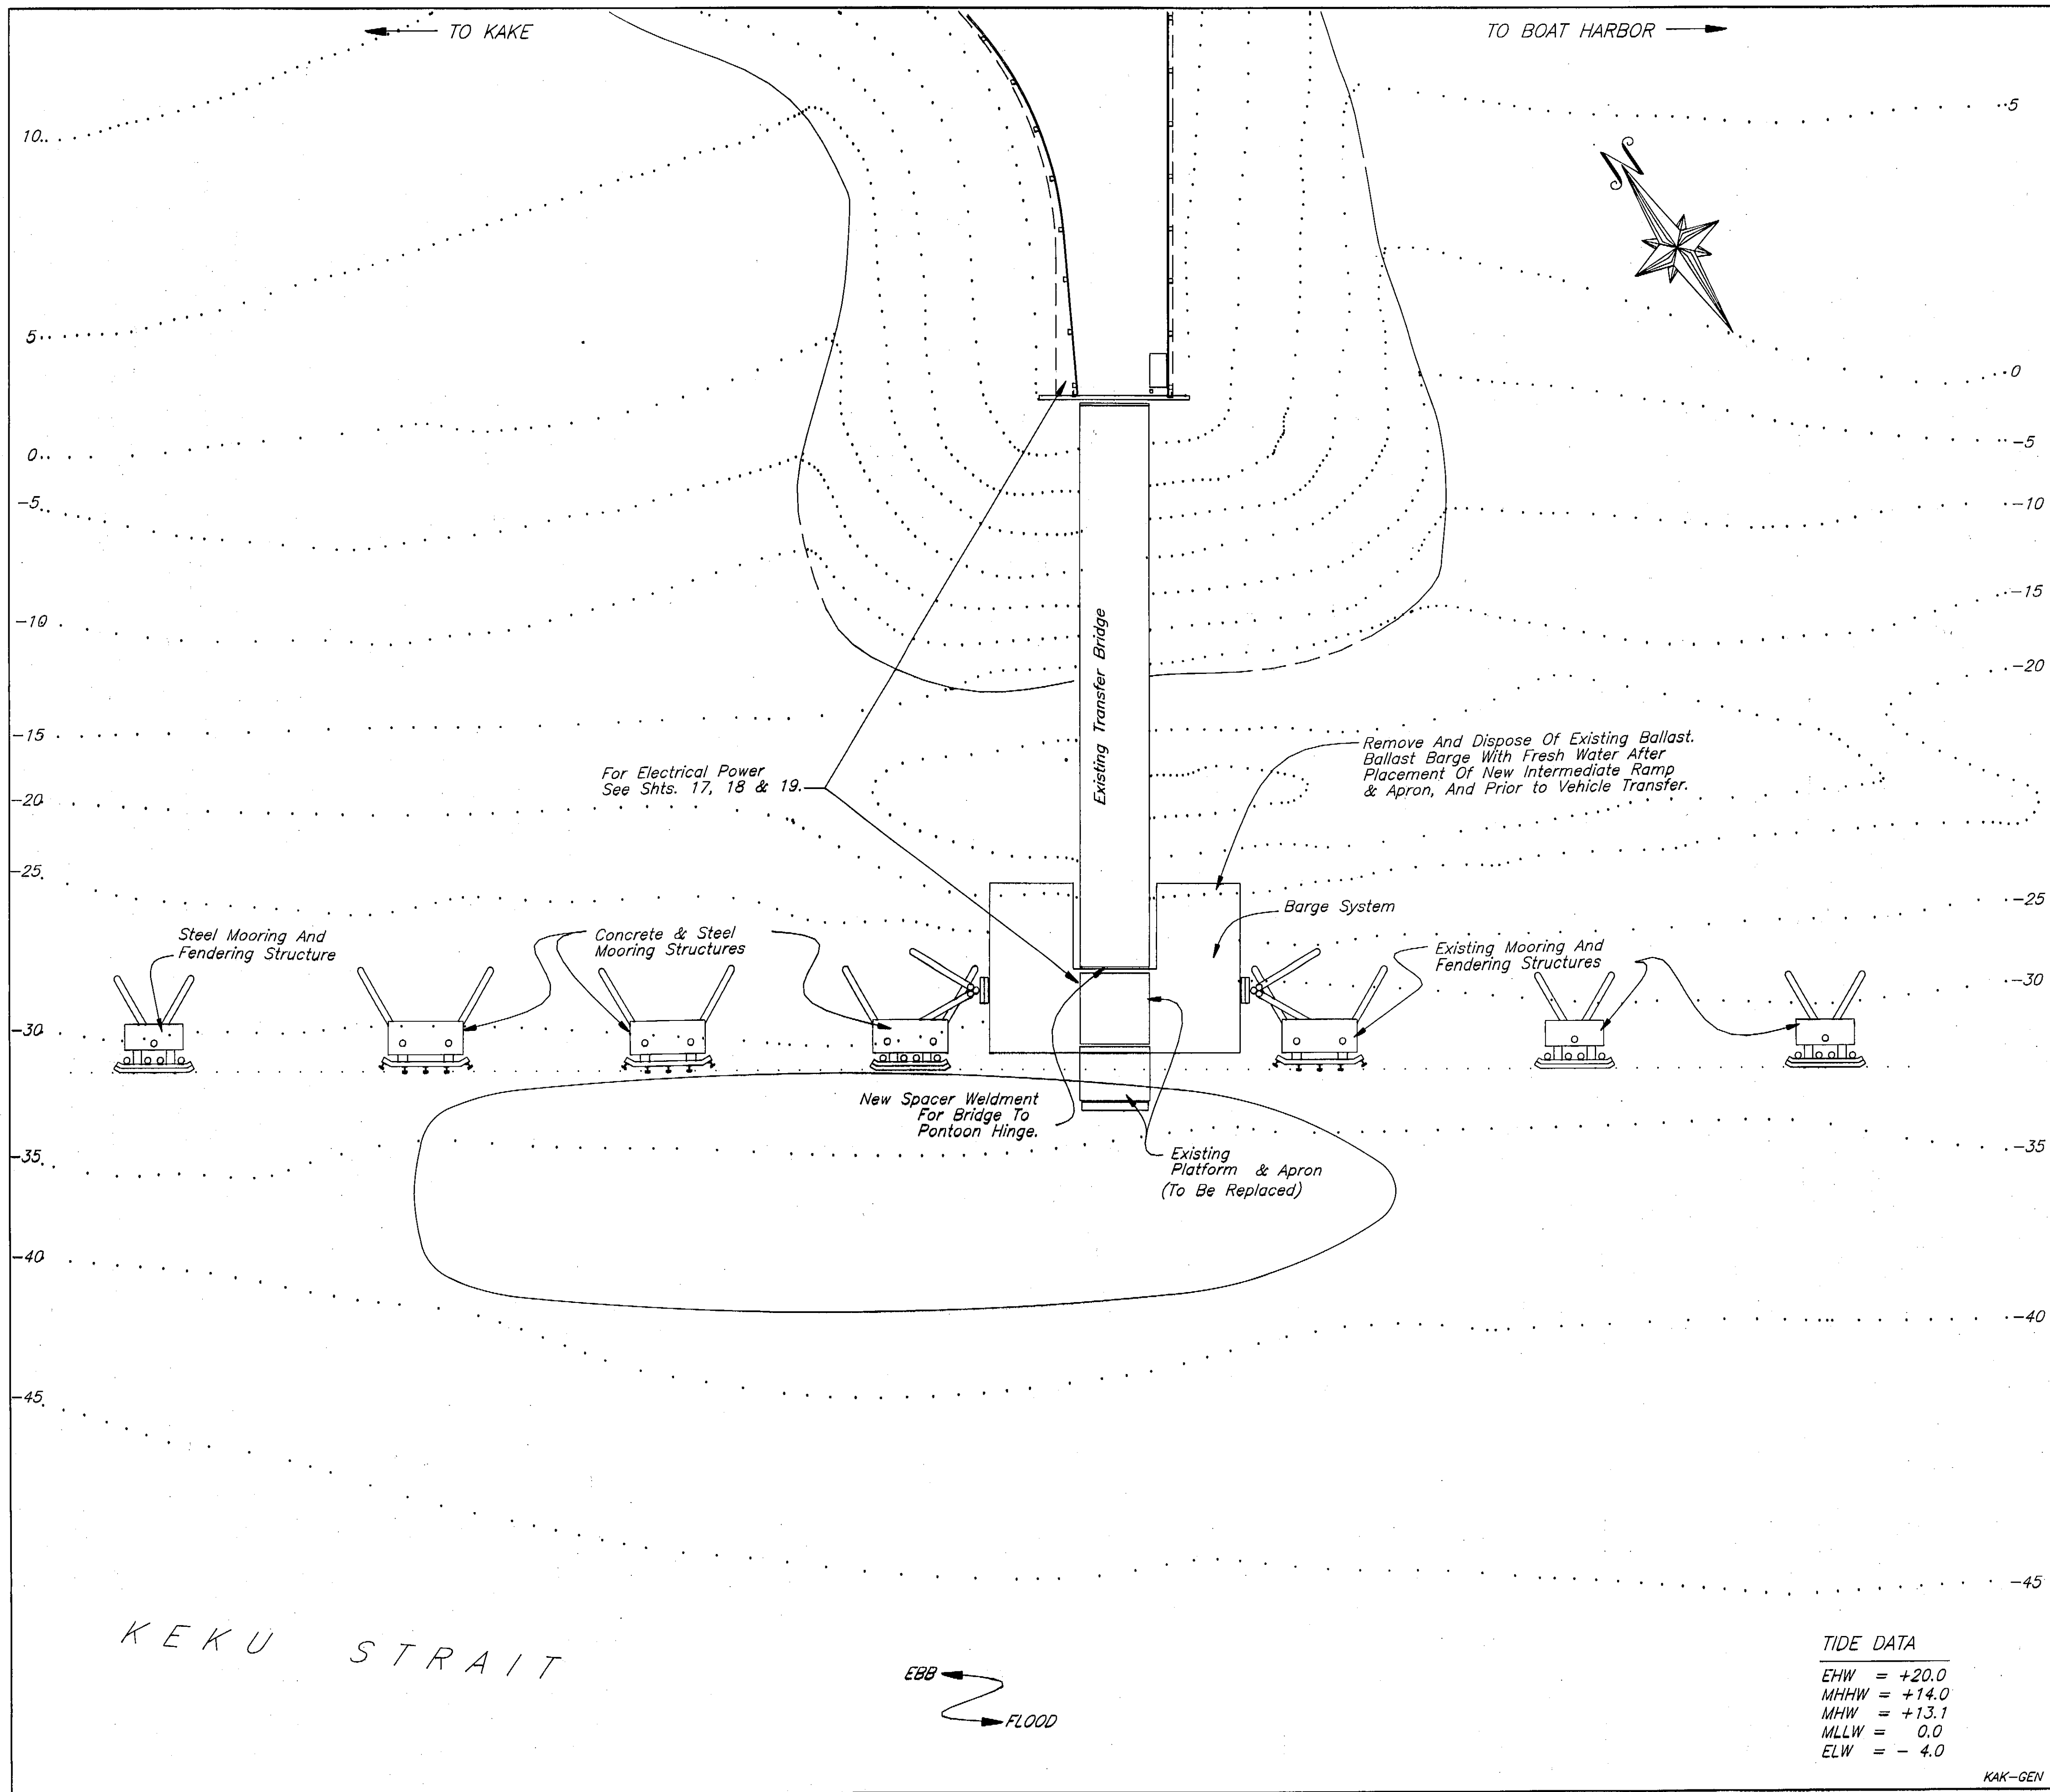 TO KAKE
TO BOAT HARBOR
N
10
5
0
-5
-10
-15
-20
-25
-30
-35
-40
-45
5
0
-5
-10
-15
-20
-25
-30
-35
-40
-45
Existing Transfer Bridge
For Electrical Power
See Shts. 17, 18 & 19.
Remove And Dispose Of Existing Ballast.
Ballast Barge With Fresh Water After
Placement Of New Intermediate Ramp
& Apron, And Prior to Vehicle Transfer.
Barge System
Steel Mooring And
Fendering Structure
Concrete & Steel
Mooring Structures
Existing Mooring And
Fendering Structures
New Spacer Weldment
For Bridge To
Pontoon Hinge.
Existing
Platform & Apron
(To Be Replaced)
KEKU STRAIT
EBB
FLOOD
TIDE DATA
EHW = +20.0
MHHW = +14.0
MHW = +13.1
MLLW = 0.0
ELW = - 4.0
KAK-GEN